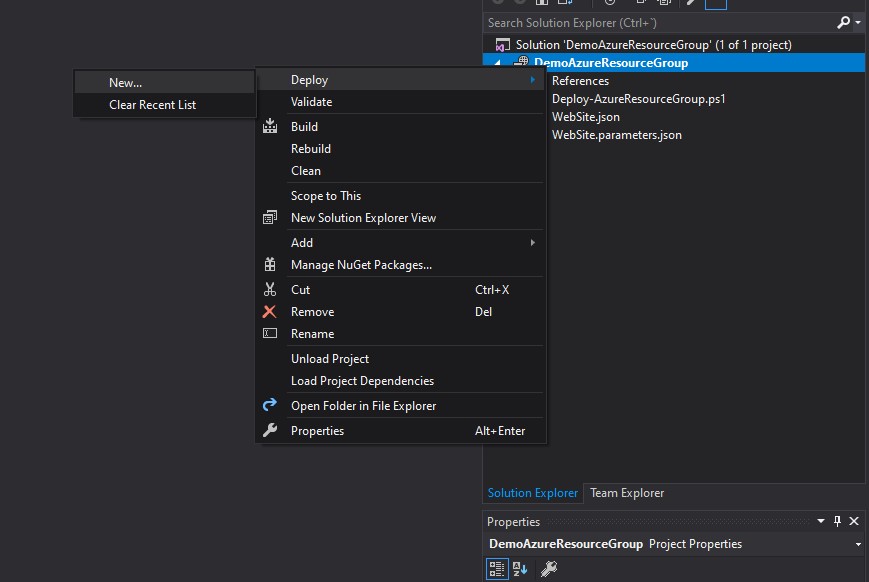 Search Solution Explorer (Ctrl+¨)
Solution 'DemoAzureResourceGroup' (1 of 1 project)
DemoAzureResourceGroup
References
Deploy-AzureResourceGroup.ps1
WebSite.json
WebSite.parameters.json
New...
Clear Recent List
Deploy
Validate
Build
Rebuild
Clean
Scope to This
New Solution Explorer View
Add
Manage NuGet Packages...
Cut Ctrl+X
Remove Del
Rename
Unload Project
Load Project Dependencies
Open Folder in File Explorer
Properties Alt+Enter
Solution Explorer Team Explorer
Properties
DemoAzureResourceGroup Project Properties